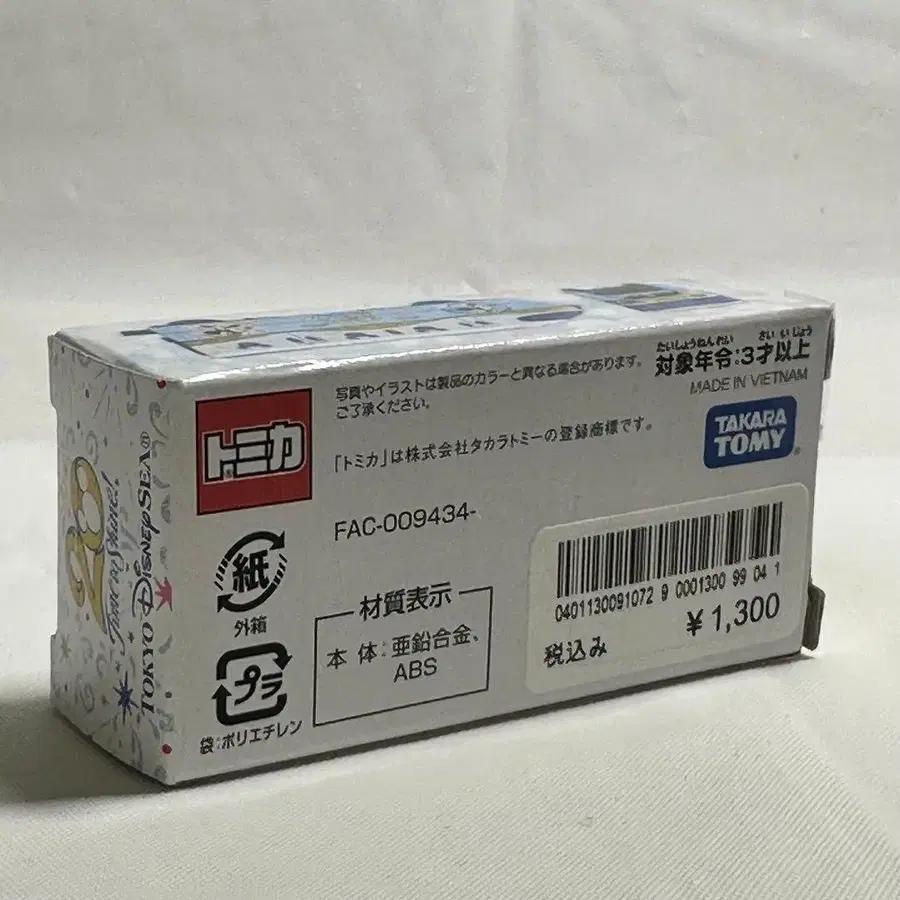 写真やイラストは製品のカラーと異なる場合があります。
ご了承ください。
たいしょうねんれい さいいじょう
対象年令:3才以上
MADE IN VIETNAM
トミカ
®
「トミカ」は株式会社タカラトミーの登録商標です。
TAKARA
TOMY
®
FAC-009434-
紙
外箱
プラ
袋:ポリエチレン
材質表示
本 体:亜鉛合金、
ABS
0401130091072 9 0001300 99 04 1
¥1,300
税込み
TOKYO DISNEY SEA®